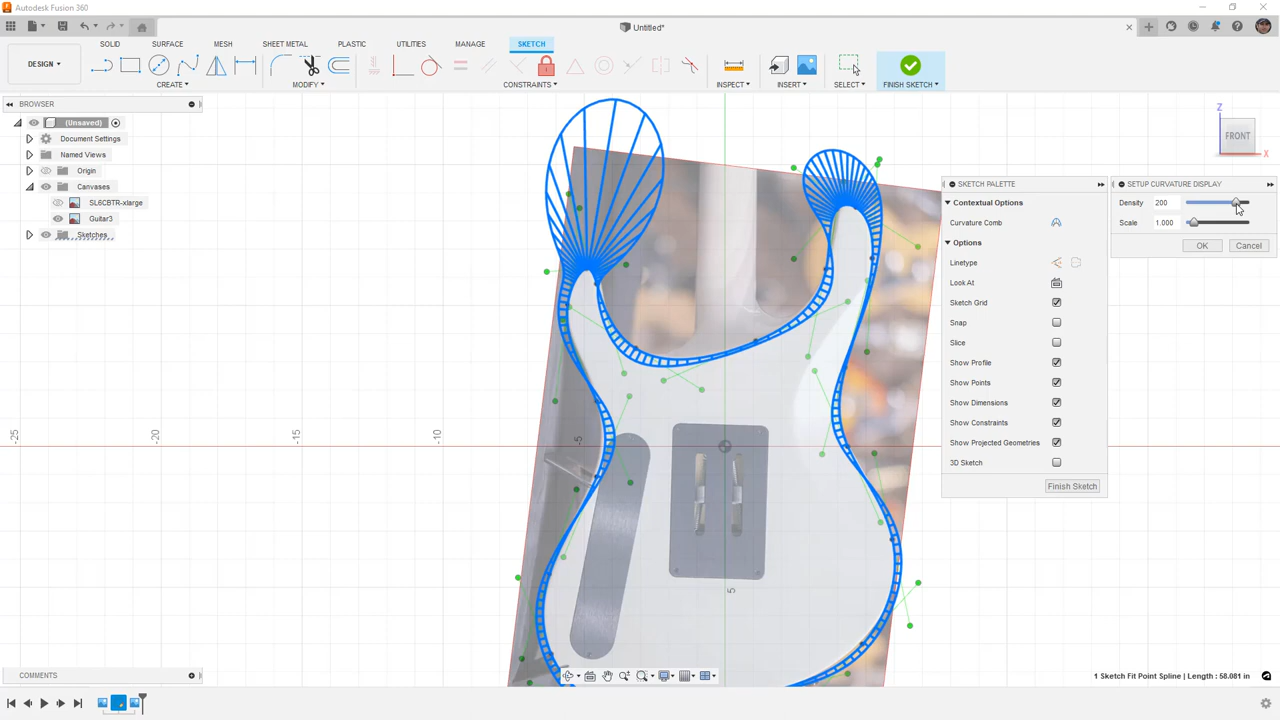 Autodesk Fusion 360
Untitled*
DESIGN
SOLID
SURFACE
MESH
SHEET METAL
PLASTIC
UTILITIES
MANAGE
SKETCH
CREATE
MODIFY
CONSTRAINTS
INSPECT
INSERT
SELECT
FINISH SKETCH
BROWSER
(Unsaved)
Document Settings
Named Views
Origin
Canvases
SL6CBTR-xlarge
Guitar3
Sketches
Z
FRONT
X
SKETCH PALETTE
Contextual Options
Curvature Comb
Options
Linetype
Look At
Sketch Grid
Snap
Slice
Show Profile
Show Points
Show Dimensions
Show Constraints
Show Projected Geometries
3D Sketch
Finish Sketch
SETUP CURVATURE DISPLAY
Density 200
Scale 1.000
OK Cancel
-25
-20
-15
-10
-5
5
COMMENTS
1 Sketch Fit Point Spline | Length : 58.081 in